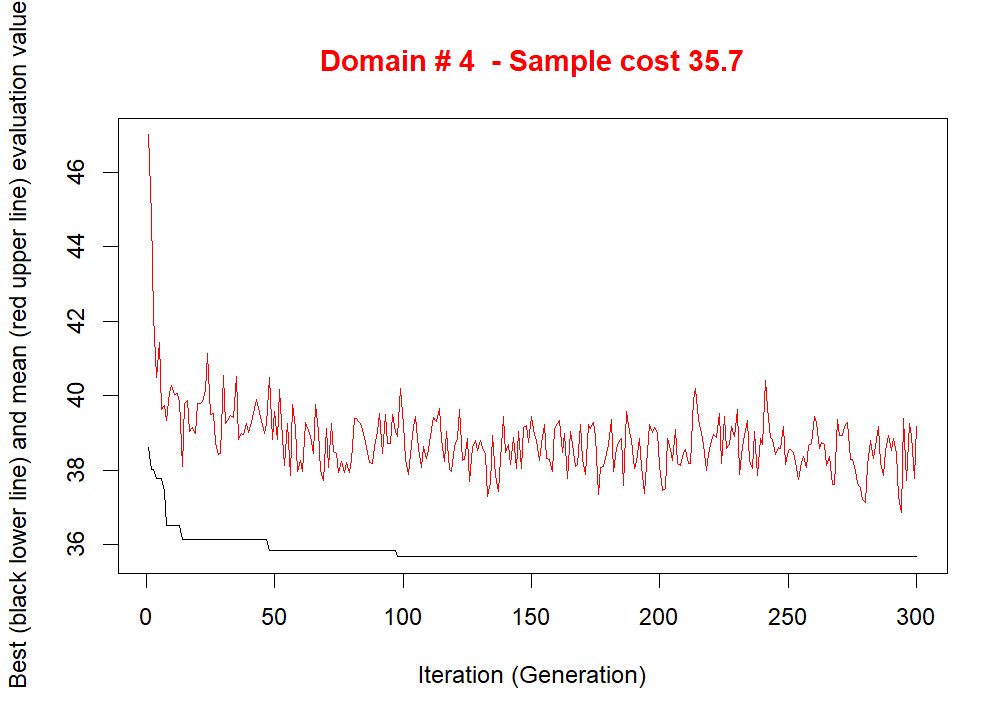 Domain # 4  - Sample cost 35.7
Best (black lower line) and mean (red upper line) evaluation value
46
44
42
40
38
36
0 50 100 150 200 250 300
Iteration (Generation)